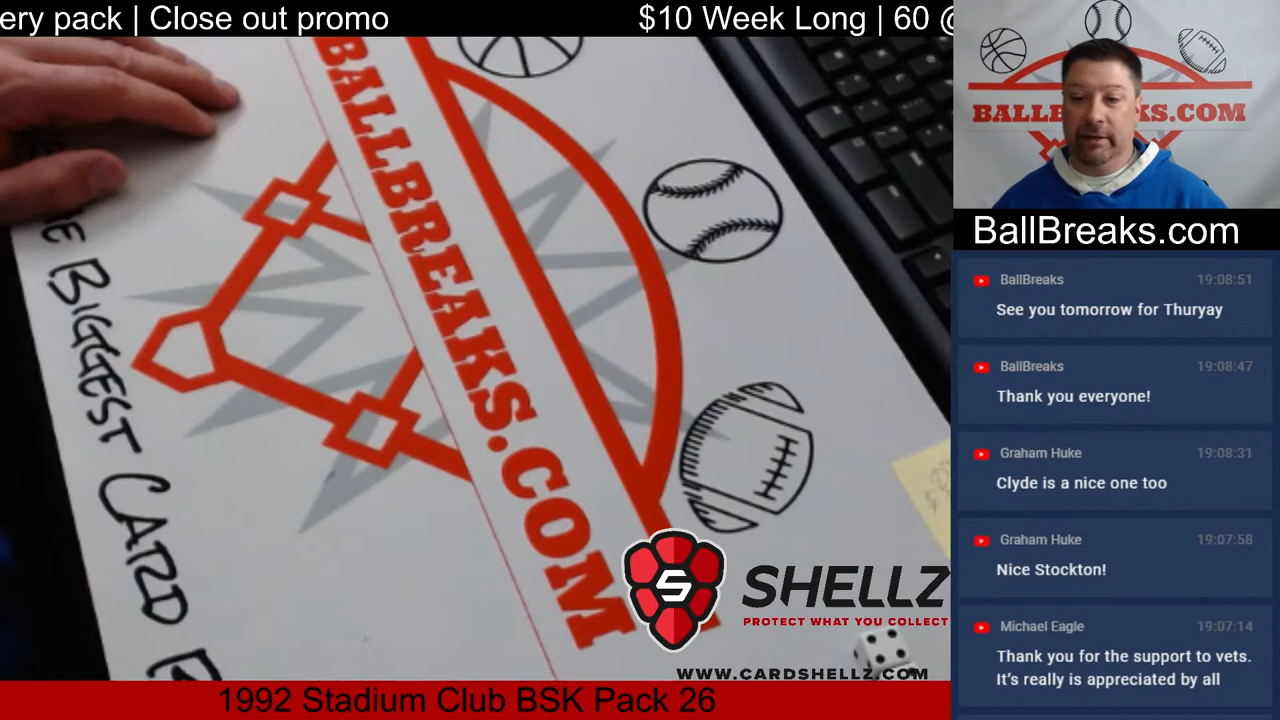 ery pack | Close out promo $10 Week Long | 60 @
BALLBREAKS.COM
BIGGEST CARD
SHELLZ
PROTECT WHAT YOU COLLECT
WWW.CARDSHELLZ.COM
1992 Stadium Club BSK Pack 26
BallBreaks.com
BallBreaks 19:08:51
See you tomorrow for Thuryay
BallBreaks 19:08:47
Thank you everyone!
Graham Huke 19:08:31
Clyde is a nice one too
Graham Huke 19:07:58
Nice Stockton!
Michael Eagle 19:07:14
Thank you for the support to vets.
It's really is appreciated by all